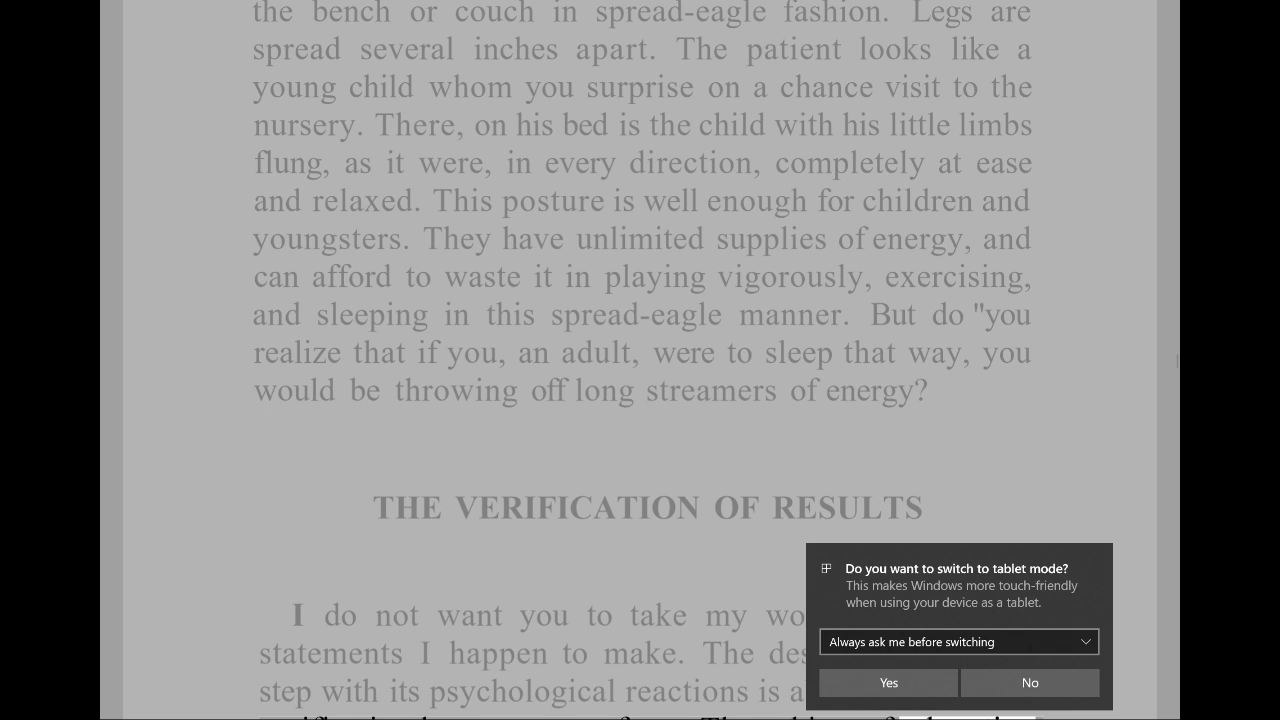 the bench or couch in spread-eagle fashion. Legs are
spread several inches apart. The patient looks like a
young child whom you surprise on a chance visit to the
nursery. There, on his bed is the child with his little limbs
flung, as it were, in every direction, completely at ease
and relaxed. This posture is well enough for children and
youngsters. They have unlimited supplies of energy, and
can afford to waste it in playing vigorously, exercising,
and sleeping in this spread-eagle manner. But do "you
realize that if you, an adult, were to sleep that way, you
would be throwing off long streamers of energy?
THE VERIFICATION OF RESULTS
I do not want you to take my wo
statements I happen to make. The des
step with its psychological reactions is a
Do you want to switch to tablet mode?
This makes Windows more touch-friendly
when using your device as a tablet.
Always ask me before switching
Yes No